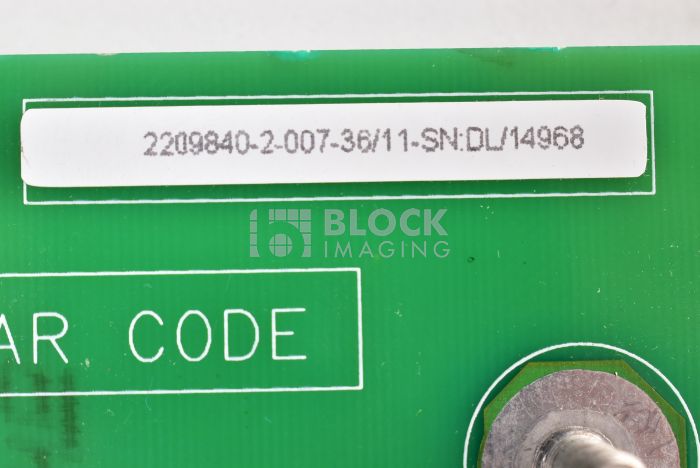 2209840-2-007-36/11-SN:DL/14968
BLOCK
IMAGING
AR CODE